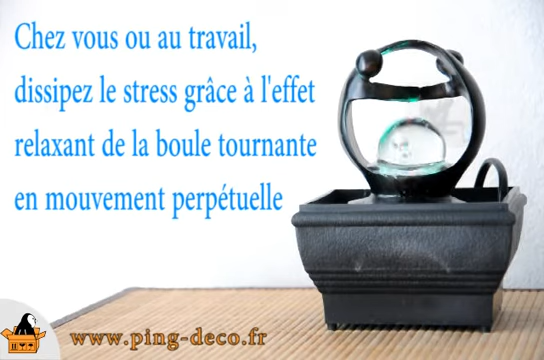 Chez vous ou au travail,
dissipez le stress grâce à l'effet
relaxant de la boule tournante
en mouvement perpétuelle
www.ping-deco.fr